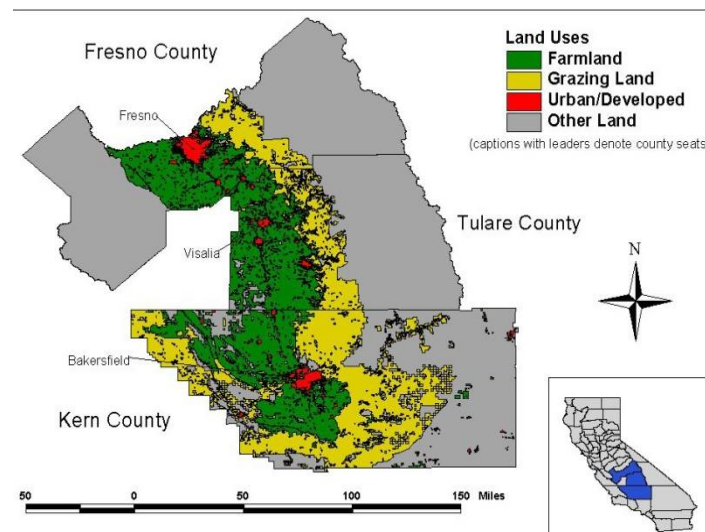 Fresno County
Land Uses
Farmland
Grazing Land
Urban/Developed
Other Land
(captions with leaders denote county seats)
Fresno
Tulare County
Visalia
N
Bakersfield
Kern County
50 0 50 100 150 Miles